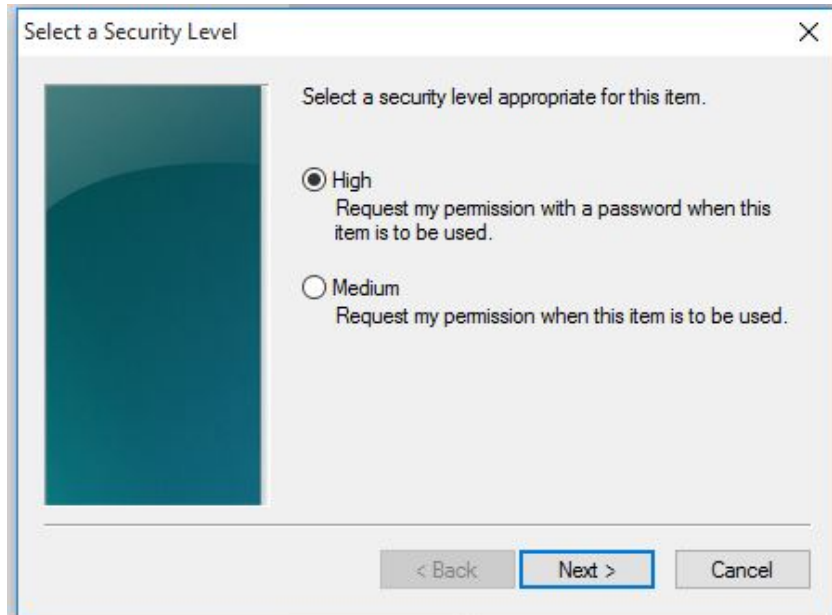 Select a Security Level
Select a security level appropriate for this item.
High
Request my permission with a password when this
item is to be used.
Medium
Request my permission when this item is to be used.
< Back
Next >
Cancel